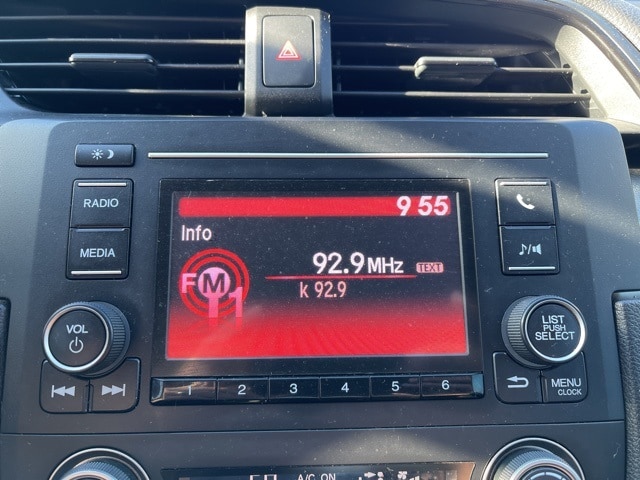 9 55
RADIO
Info
92.9 MHz TEXT
MEDIA
FM1
k 92.9
VOL
LIST
PUSH
SELECT
1 2 3 4 5 6
MENU
CLOCK
A/C ON